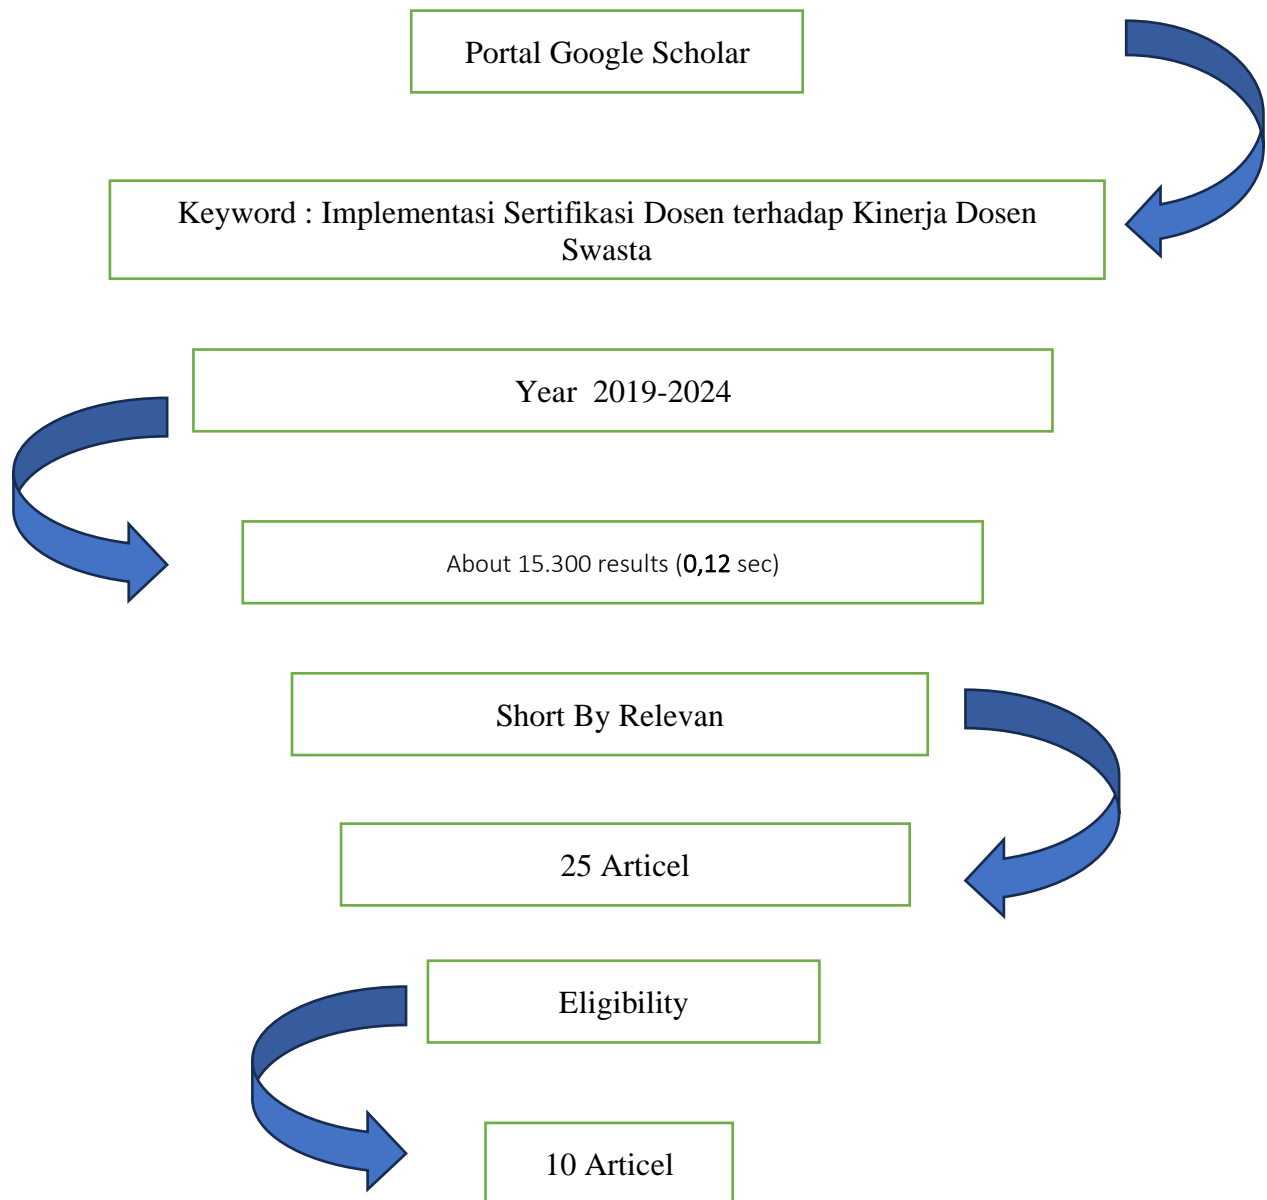 Portal Google Scholar
Keyword : Implementasi Sertifikasi Dosen terhadap Kinerja Dosen
Swasta
Year  2019-2024
About 15.300 results (0,12 sec)
Short By Relevan
25 Articel
Eligibility
10 Articel